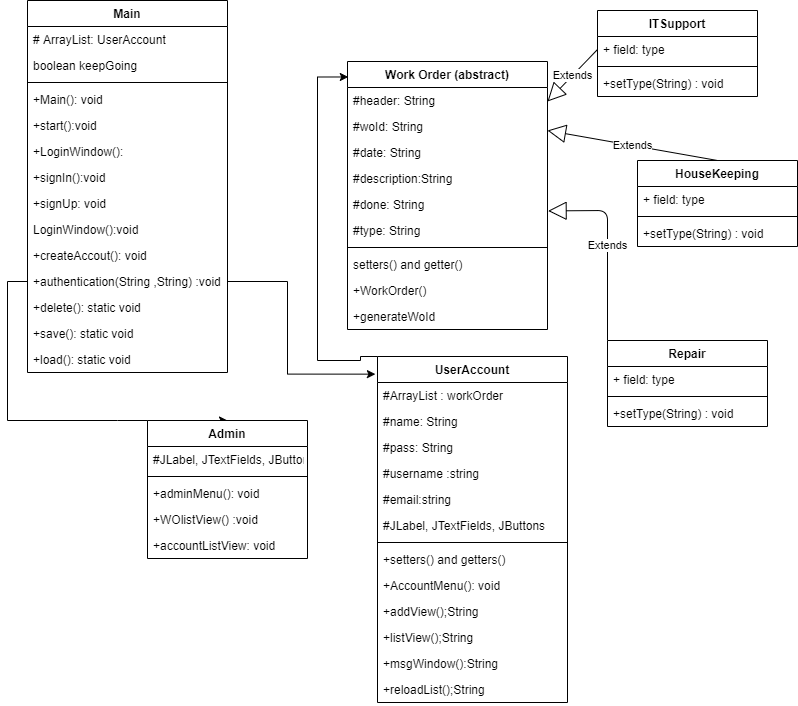 Main
# ArrayList: UserAccount
boolean keepGoing
+Main(): void
+start():void
+LoginWindow():
+signIn():void
+signUp: void
LoginWindow():void
+createAccout(): void
+authentication(String ,String) :void
+delete(): static void
+save(): static void
+load(): static void
Work Order (abstract)
#header: String
#woId: String
#date: String
#description:String
#done: String
#type: String
setters() and getter()
+WorkOrder()
+generateWoId
ITSupport
+ field: type
+setType(String) : void
Extends
HouseKeeping
+ field: type
+setType(String) : void
Extends
Repair
+ field: type
+setType(String) : void
Extends
Admin
#JLabel, JTextFields, JButto
+adminMenu(): void
+WOlistView() :void
+accountListView: void
UserAccount
#ArrayList : workOrder
#name: String
#pass: String
#username :string
#email:string
#JLabel, JTextFields, JButtons
+setters() and getters()
+AccountMenu(): void
+addView();String
+listView();String
+msgWindow():String
+reloadList();String